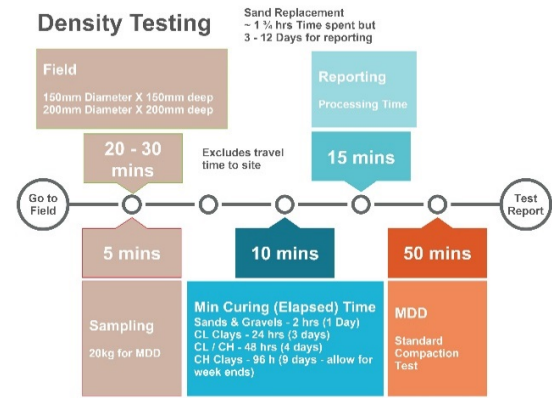 Density Testing
Sand Replacement
~ 1 ¾ hrs Time spent but
3 - 12 Days for reporting
Field
150mm Diameter X 150mm deep
200mm Diameter X 200mm deep
Reporting
Processing Time
20 - 30
mins
Excludes travel
time to site
15 mins
Go to
Field
Test
Report
5 mins
10 mins
50 mins
Sampling
20kg for MDD
Min Curing (Elapsed) Time
Sands & Gravels - 2 hrs (1 Day)
CL Clays - 24 hrs (3 days)
CL / CH - 48 hrs (4 days)
CH Clays - 96 h (9 days - allow for
week ends)
MDD
Standard
Compaction
Test